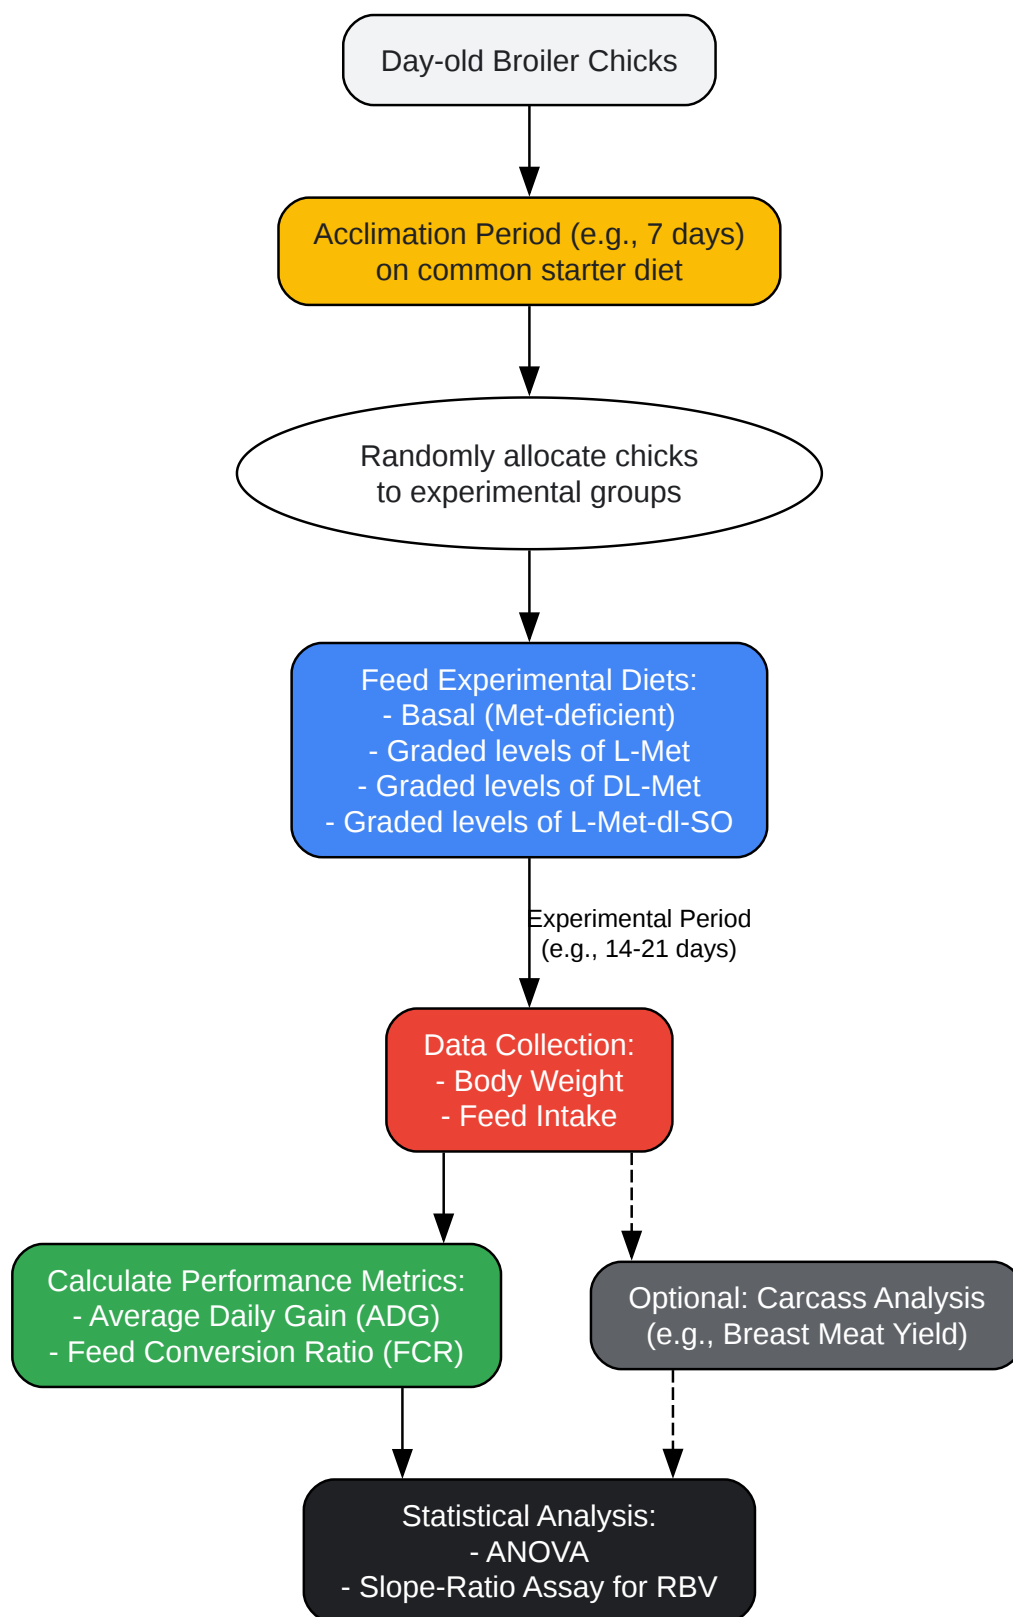 Day-old Broiler Chicks
Acclimation Period (e.g., 7 days)
on common starter diet
Randomly allocate chicks
to experimental groups
Feed Experimental Diets:
- Basal (Met-deficient)
- Graded levels of L-Met
- Graded levels of DL-Met
- Graded levels of L-Met-dl-SO
Experimental Period
(e.g., 14-21 days)
Data Collection:
- Body Weight
- Feed Intake
Calculate Performance Metrics:
- Average Daily Gain (ADG)
- Feed Conversion Ratio (FCR)
Optional: Carcass Analysis
(e.g., Breast Meat Yield)
Statistical Analysis:
- ANOVA
- Slope-Ratio Assay for RBV